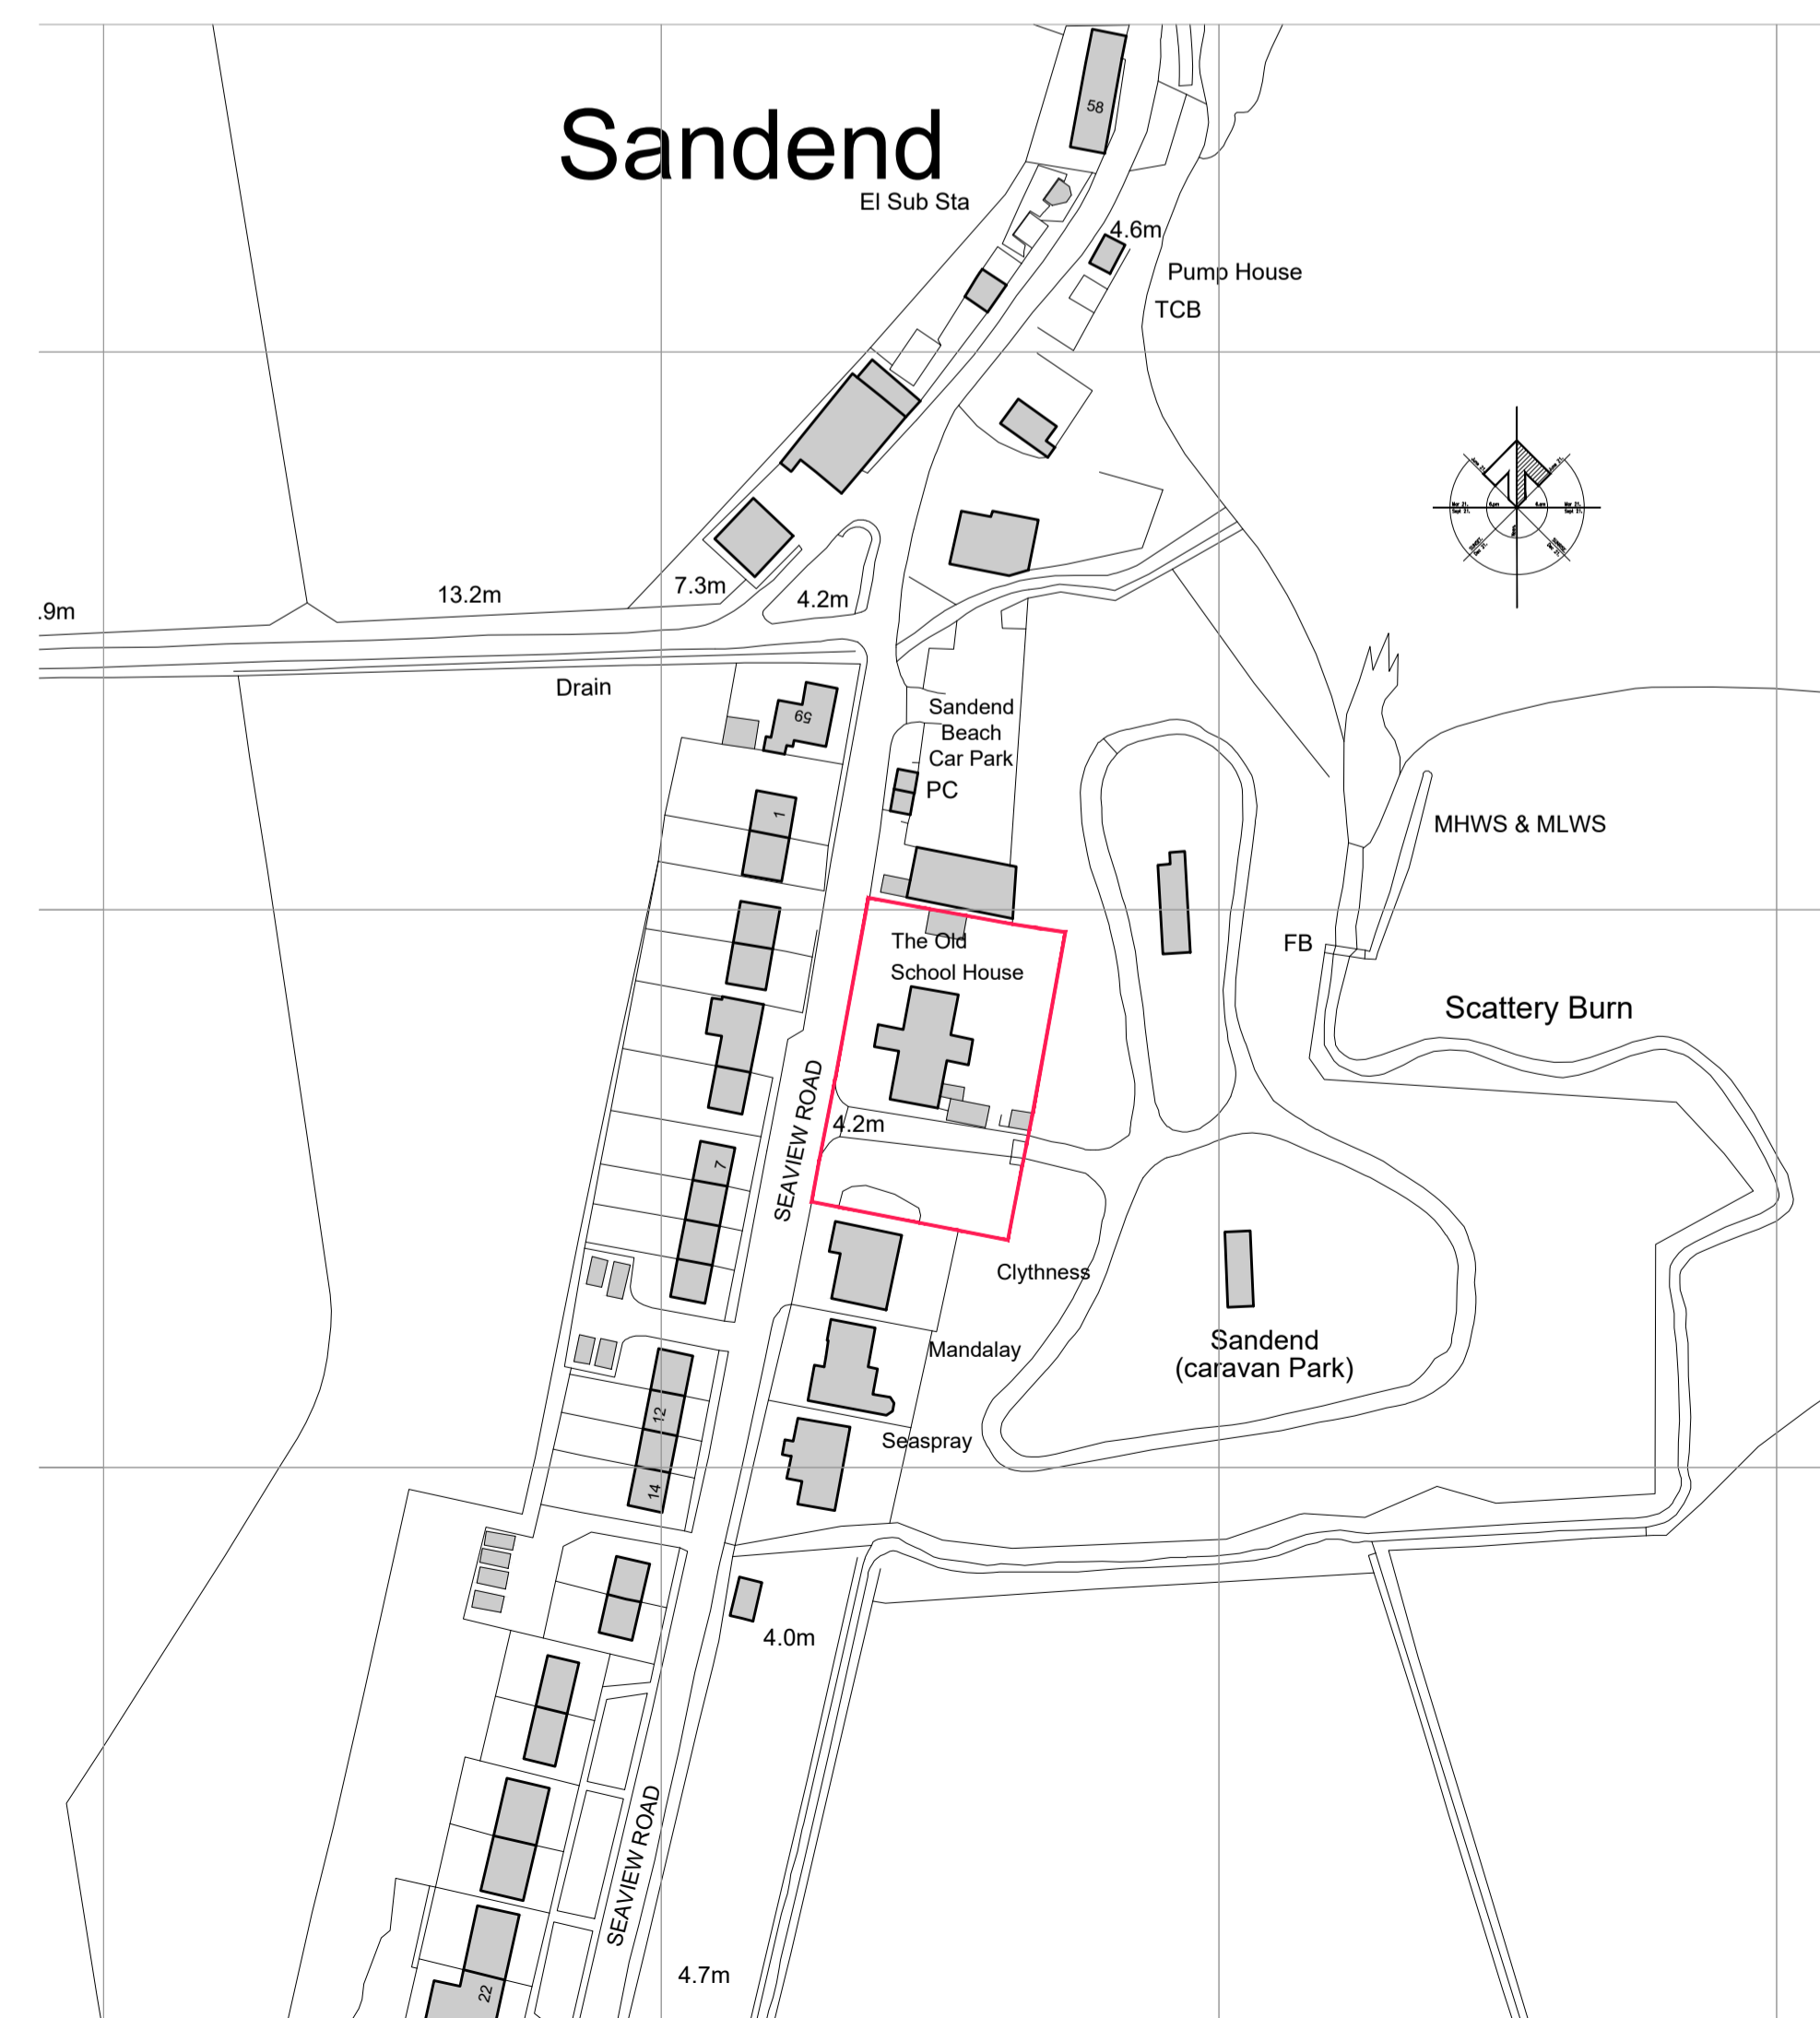 58
Sandend
El Sub Sta
4.6m
Pump House
TCB
13.2m
7.3m
4.2m
.9m
Drain
59
Sandend
Beach
Car Park
PC
1
MHWS & MLWS
FB
The Old
School House
Scattery Burn
SEAVIEW ROAD
4.2m
7
Clythness
Mandalay
Sandend
(caravan Park)
12
Seaspray
14
4.0m
SEAVIEW ROAD
4.7m
22